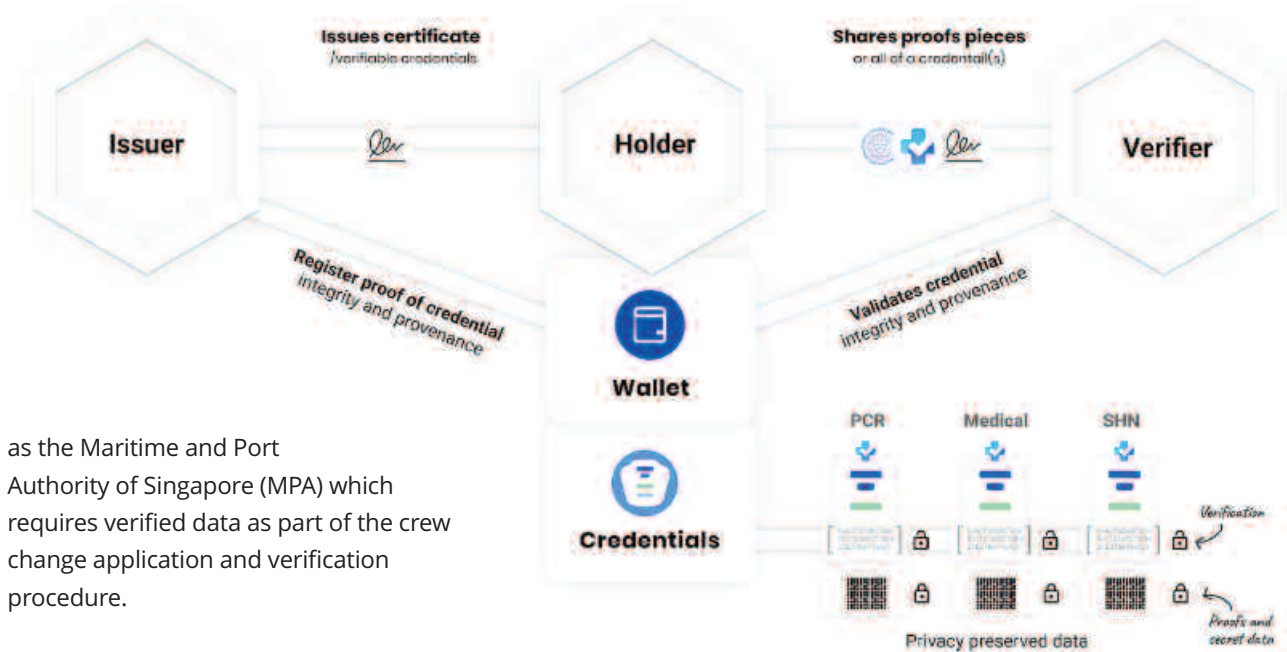 Issues certificate
/verifiable credentials
Shares proofs pieces
or all of a credentail(s)
Issuer
Holder
Verifier
Register proof of credential
integrity and provenance
Validates credential
integrity and provenance
Wallet
Credentials
as the Maritime and Port
Authority of Singapore (MPA) which
requires verified data as part of the crew
change application and verification
procedure.
PCR
Medical
SHN
Verification
Proofs and
secret data
Privacy preserved data